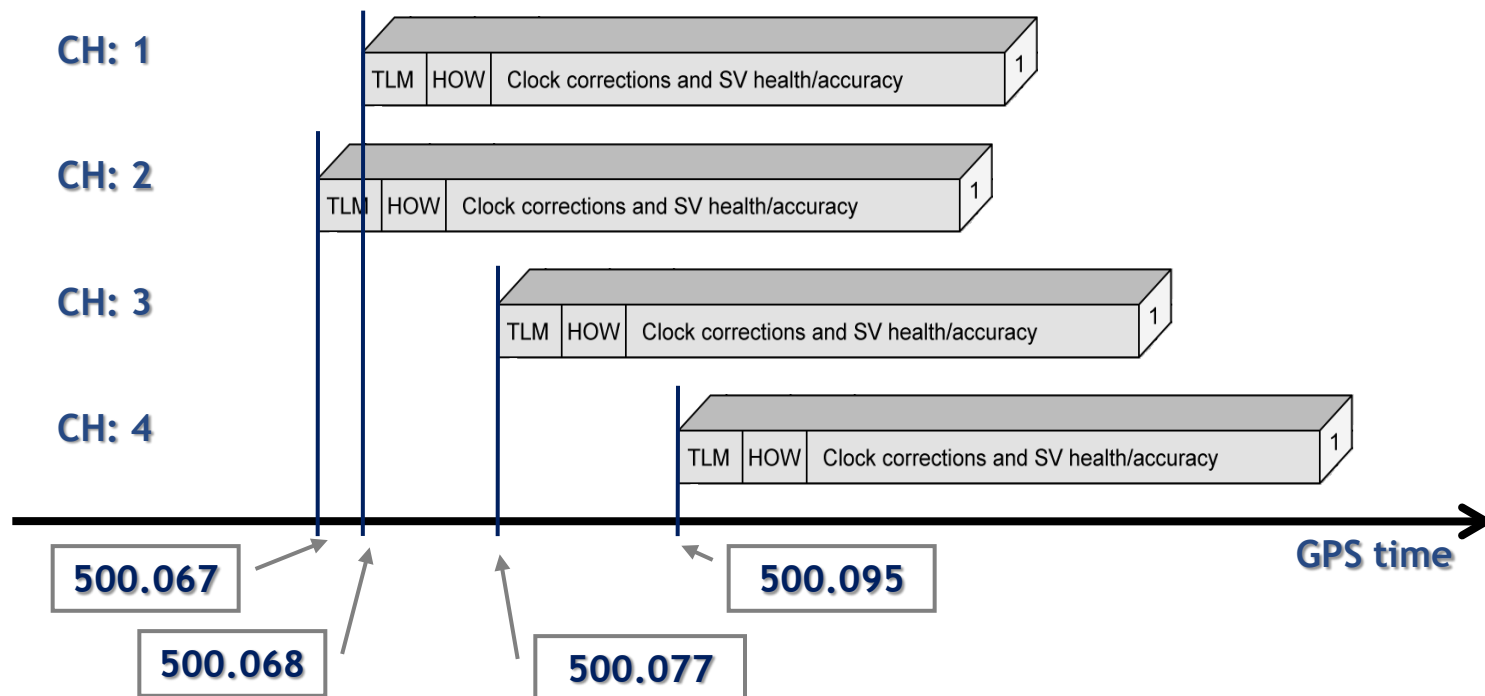 CH: 1
TLM HOW Clock corrections and SV health/accuracy 1
CH: 2
TLM HOW Clock corrections and SV health/accuracy 1
CH: 3
TLM HOW Clock corrections and SV health/accuracy 1
CH: 4
TLM HOW Clock corrections and SV health/accuracy 1
GPS time
500.067
500.095
500.068
500.077